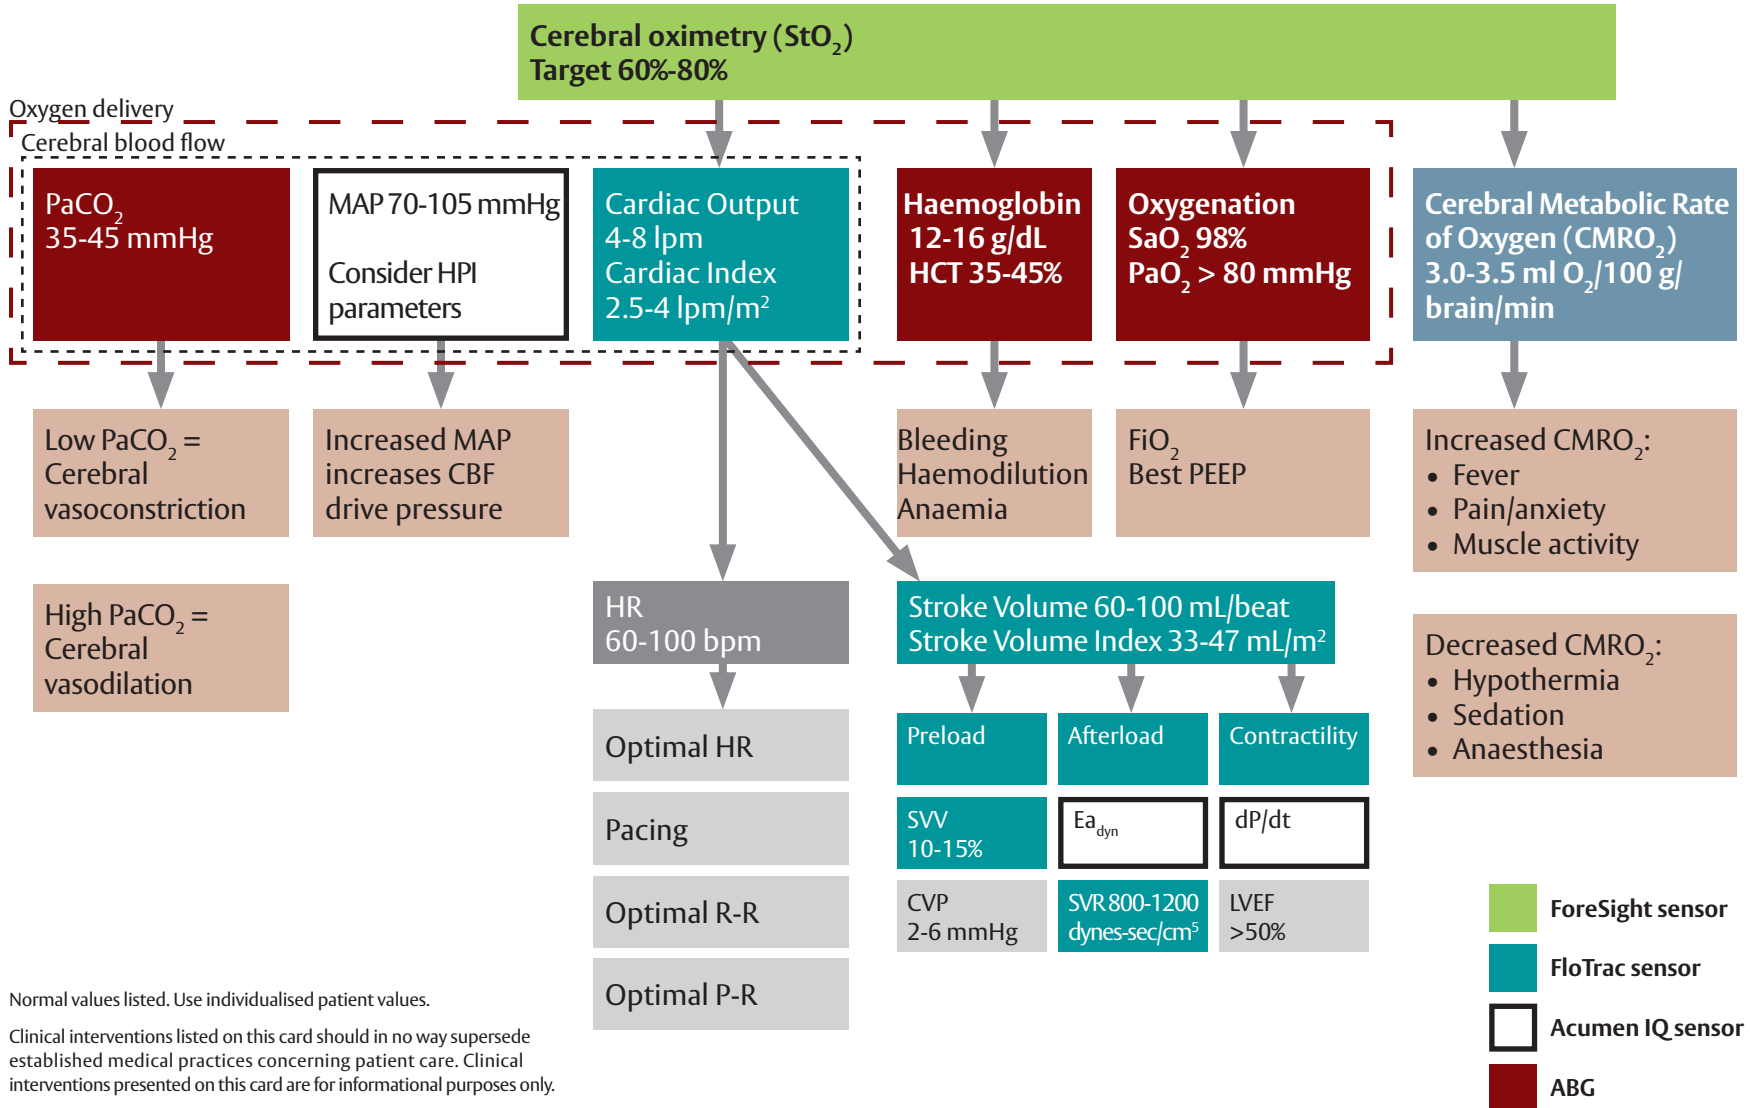 Cerebral oximetry (StO₂)
Target 60%-80%
Oxygen delivery
Cerebral blood flow
PaCO₂
35-45 mmHg
MAP 70-105 mmHg
Consider HPI
parameters
Cardiac Output
4-8 lpm
Cardiac Index
2.5-4 lpm/m²
Haemoglobin
12-16 g/dL
HCT 35-45%
Oxygenation
SaO₂ 98%
PaO₂ > 80 mmHg
Cerebral Metabolic Rate
of Oxygen (CMRO₂)
3.0-3.5 ml O₂/100 g/
brain/min
Low PaCO₂ =
Cerebral
vasoconstriction
Increased MAP
increases CBF
drive pressure
Bleeding
Haemodilution
Anaemia
FiO₂
Best PEEP
Increased CMRO₂:
• Fever
• Pain/anxiety
• Muscle activity
High PaCO₂ =
Cerebral
vasodilation
HR
60-100 bpm
Stroke Volume 60-100 mL/beat
Stroke Volume Index 33-47 mL/m²
Decreased CMRO₂:
• Hypothermia
• Sedation
• Anaesthesia
Optimal HR
Pacing
Optimal R-R
Optimal P-R
Preload
Afterload
Contractility
SVV
10-15%
Ea dyn
dP/dt
CVP
2-6 mmHg
SVR 800-1200
dynes-sec/cm⁵
LVEF
>50%
ForeSight sensor
FloTrac sensor
Acumen IQ sensor
ABG
Normal values listed. Use individualised patient values.
Clinical interventions listed on this card should in no way supersede
established medical practices concerning patient care. Clinical
interventions presented on this card are for informational purposes only.